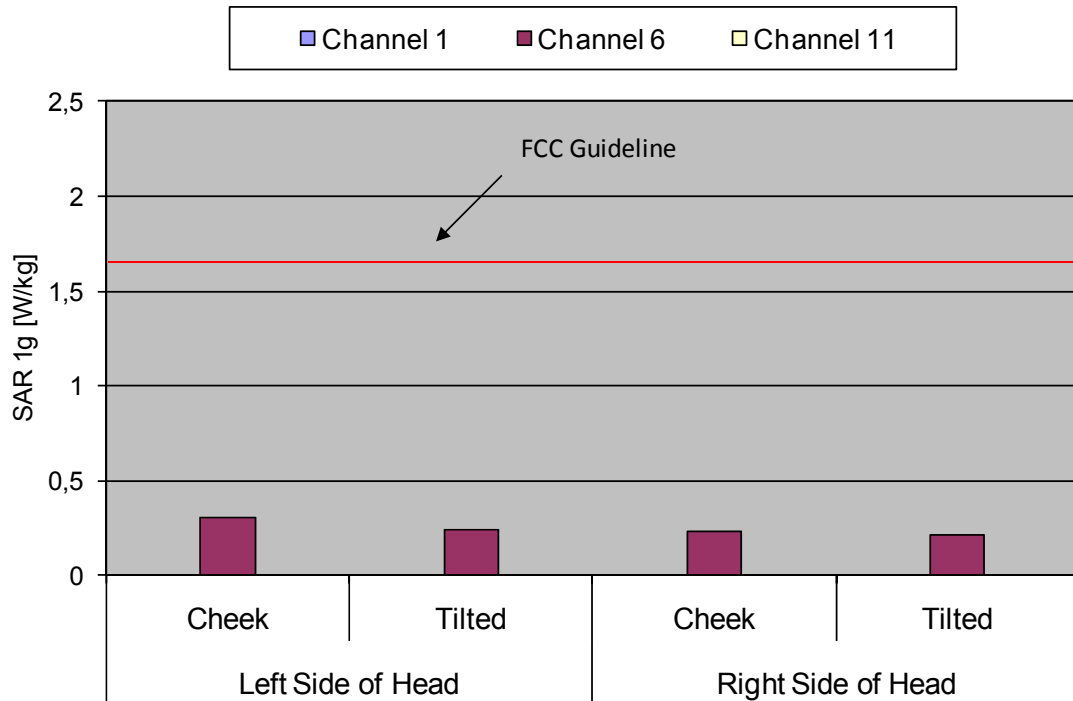 Channel 1 Channel 6 Channel 11
2,5
FCC Guideline
2
1,5
1
0,5
0
SAR 1g [W/kg]
Cheek Tilted Cheek Tilted
Left Side of Head Right Side of Head